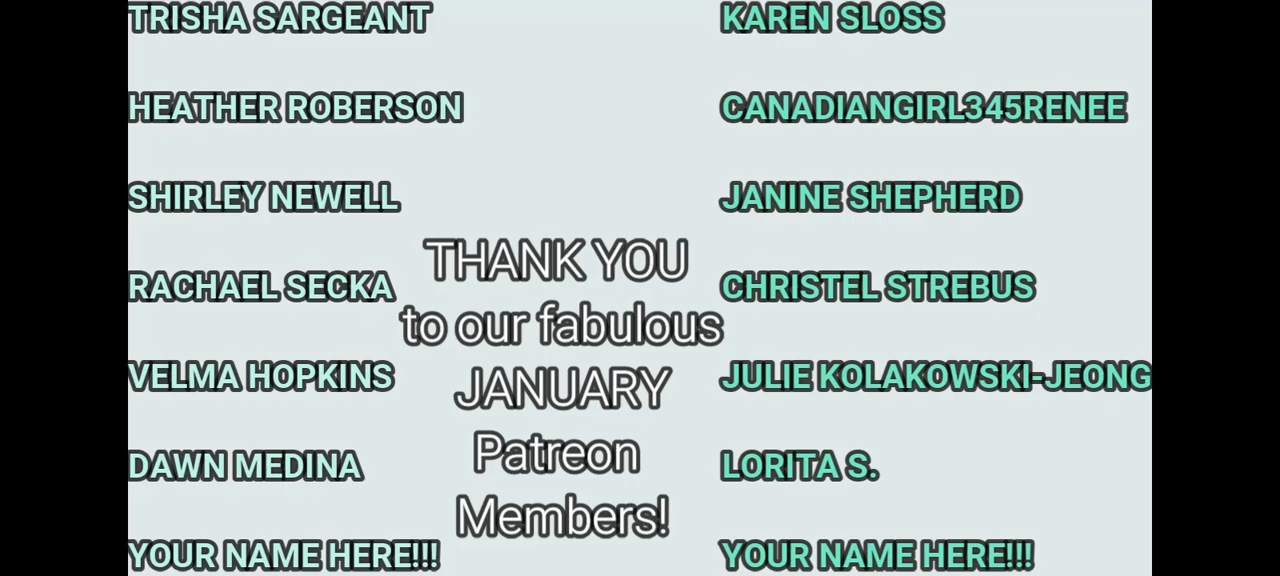 TRISHA SARGEANT
HEATHER ROBERSON
SHIRLEY NEWELL
RACHAEL SECKA
VELMA HOPKINS
DAWN MEDINA
YOUR NAME HERE!!!
THANK YOU
to our fabulous
JANUARY
Patreon
Members!
KAREN SLOSS
CANADIANGIRL345RENEE
JANINE SHEPHERD
CHRISTEL STREBUS
JULIE KOLAKOWSKI-JEONG
LORITA S.
YOUR NAME HERE!!!